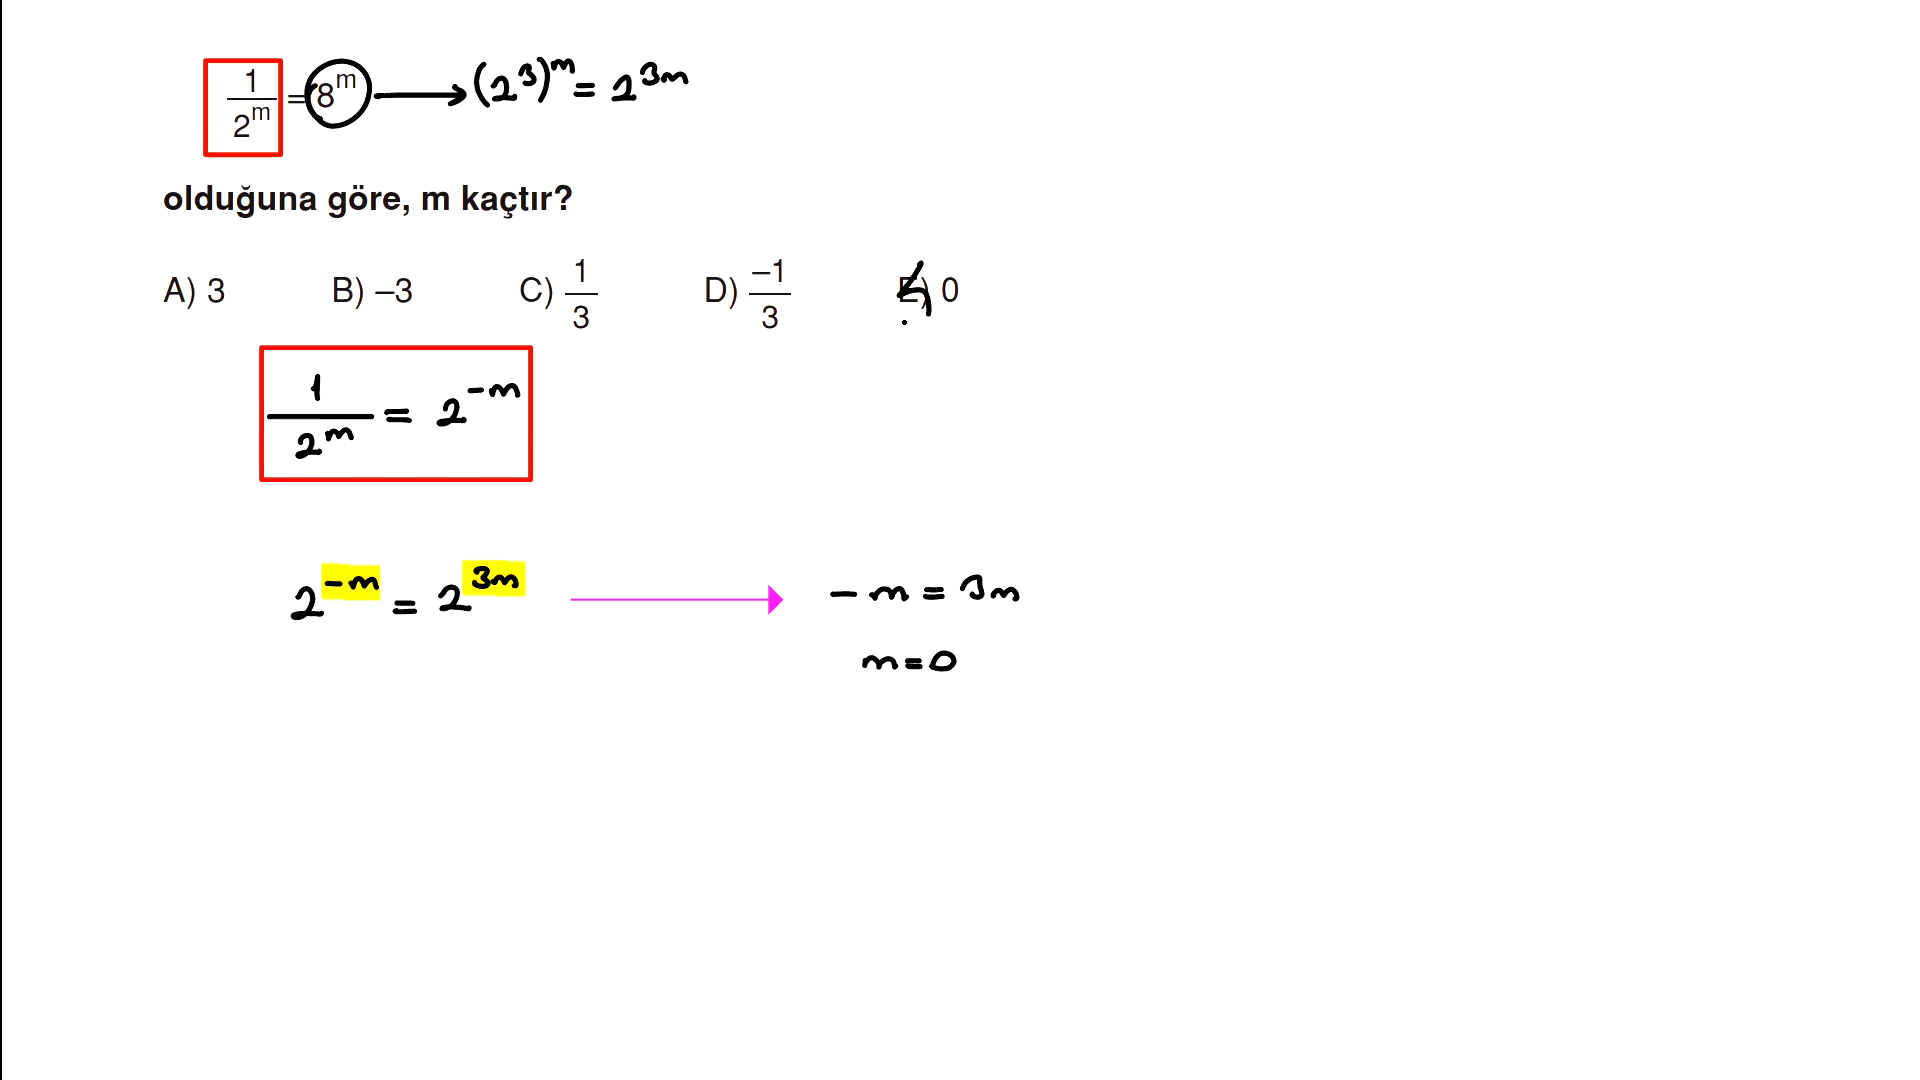 1/2^m = 8^m → (2^3)^m = 2^3m
olduğuna göre, m kaçtır?
A) 3 B) –3 C) 1/3 D) –1/3 E) 0
1/2^m = 2^-m
2^-m = 2^3m → -m = 3m
m = 0